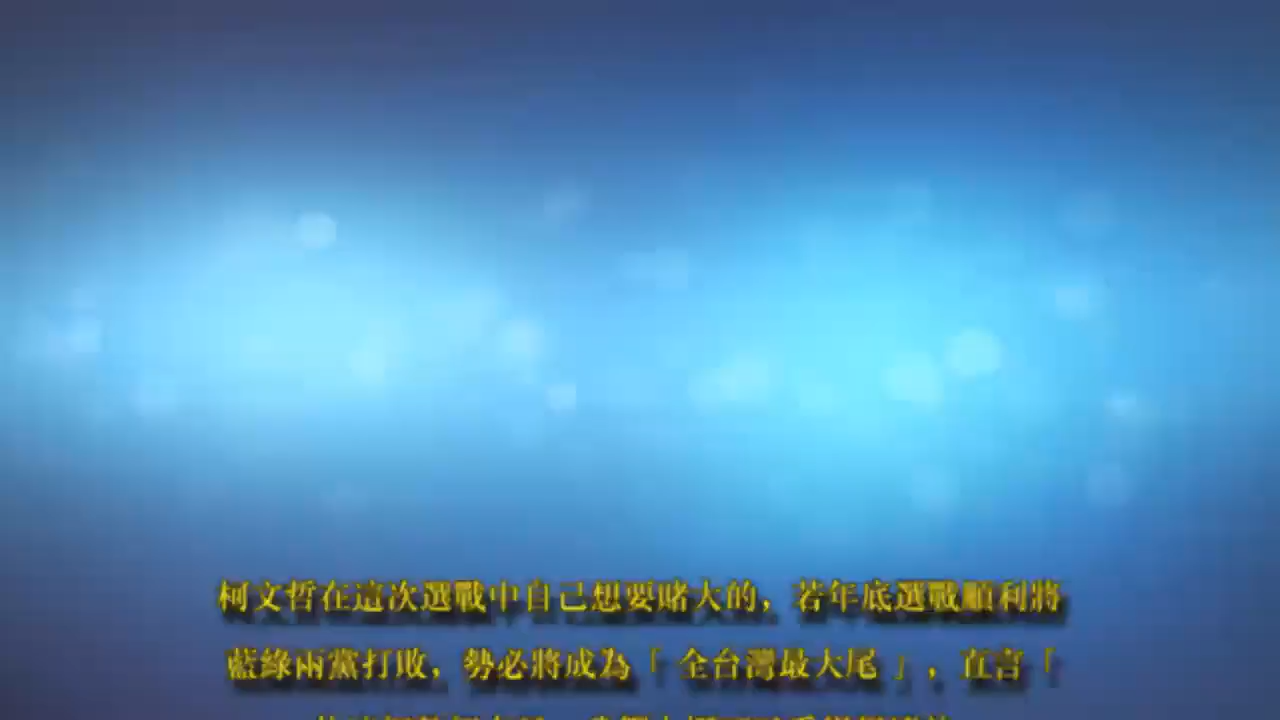 柯文哲在這次選戰中自己想要賭大的，若年底選戰順利將
藍綠兩黨打敗，勢必將成為「 全台灣最大尾 」，直言「